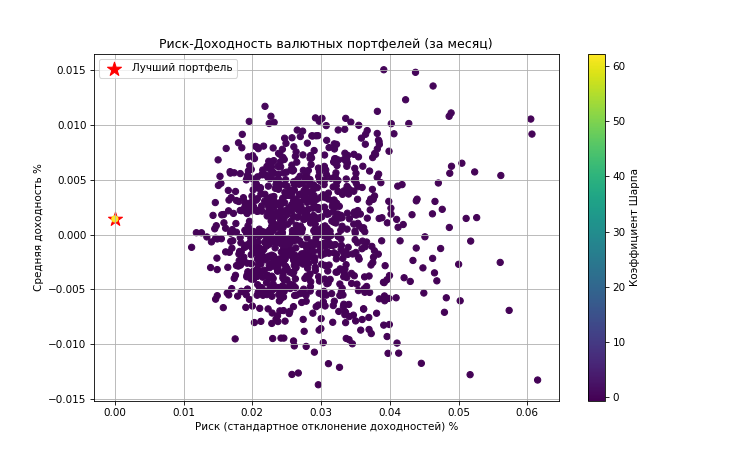 Риск-Доходность валютных портфелей (за месяц)
Лучший портфель
0.015
0.010
0.005
0.000
−0.005
−0.010
−0.015
Средняя доходность %
0.00 0.01 0.02 0.03 0.04 0.05 0.06
Риск (стандартное отклонение доходностей) %
60
50
40
30
20
10
0
Коэффициент Шарпа